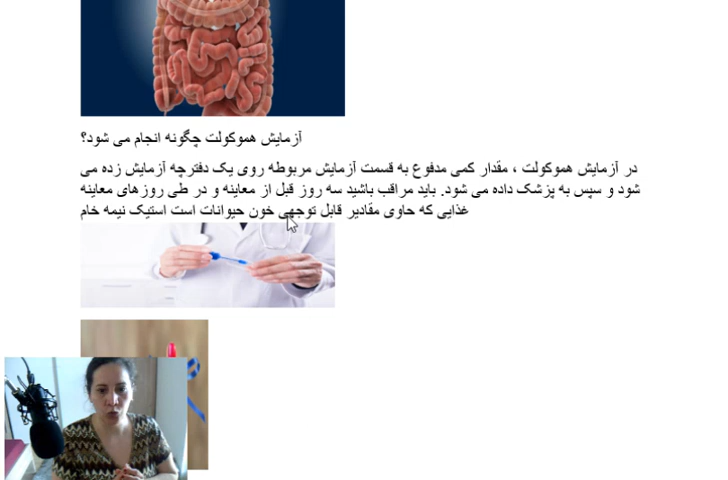 آزمایش هموکولت چگونه انجام می شود؟
در آزمایش هموکولت ، مقدار کمی مدفوع به قسمت آزمایش مربوطه روی یک دفترچه آزمایش زده می
شود و سپس به پزشک داده می شود. باید مراقب باشید سه روز قبل از معاینه و در طی روزهای معاینه
غذایی که حاوی مقادیر قابل توجهی خون حیوانات است استیک نیمه خام